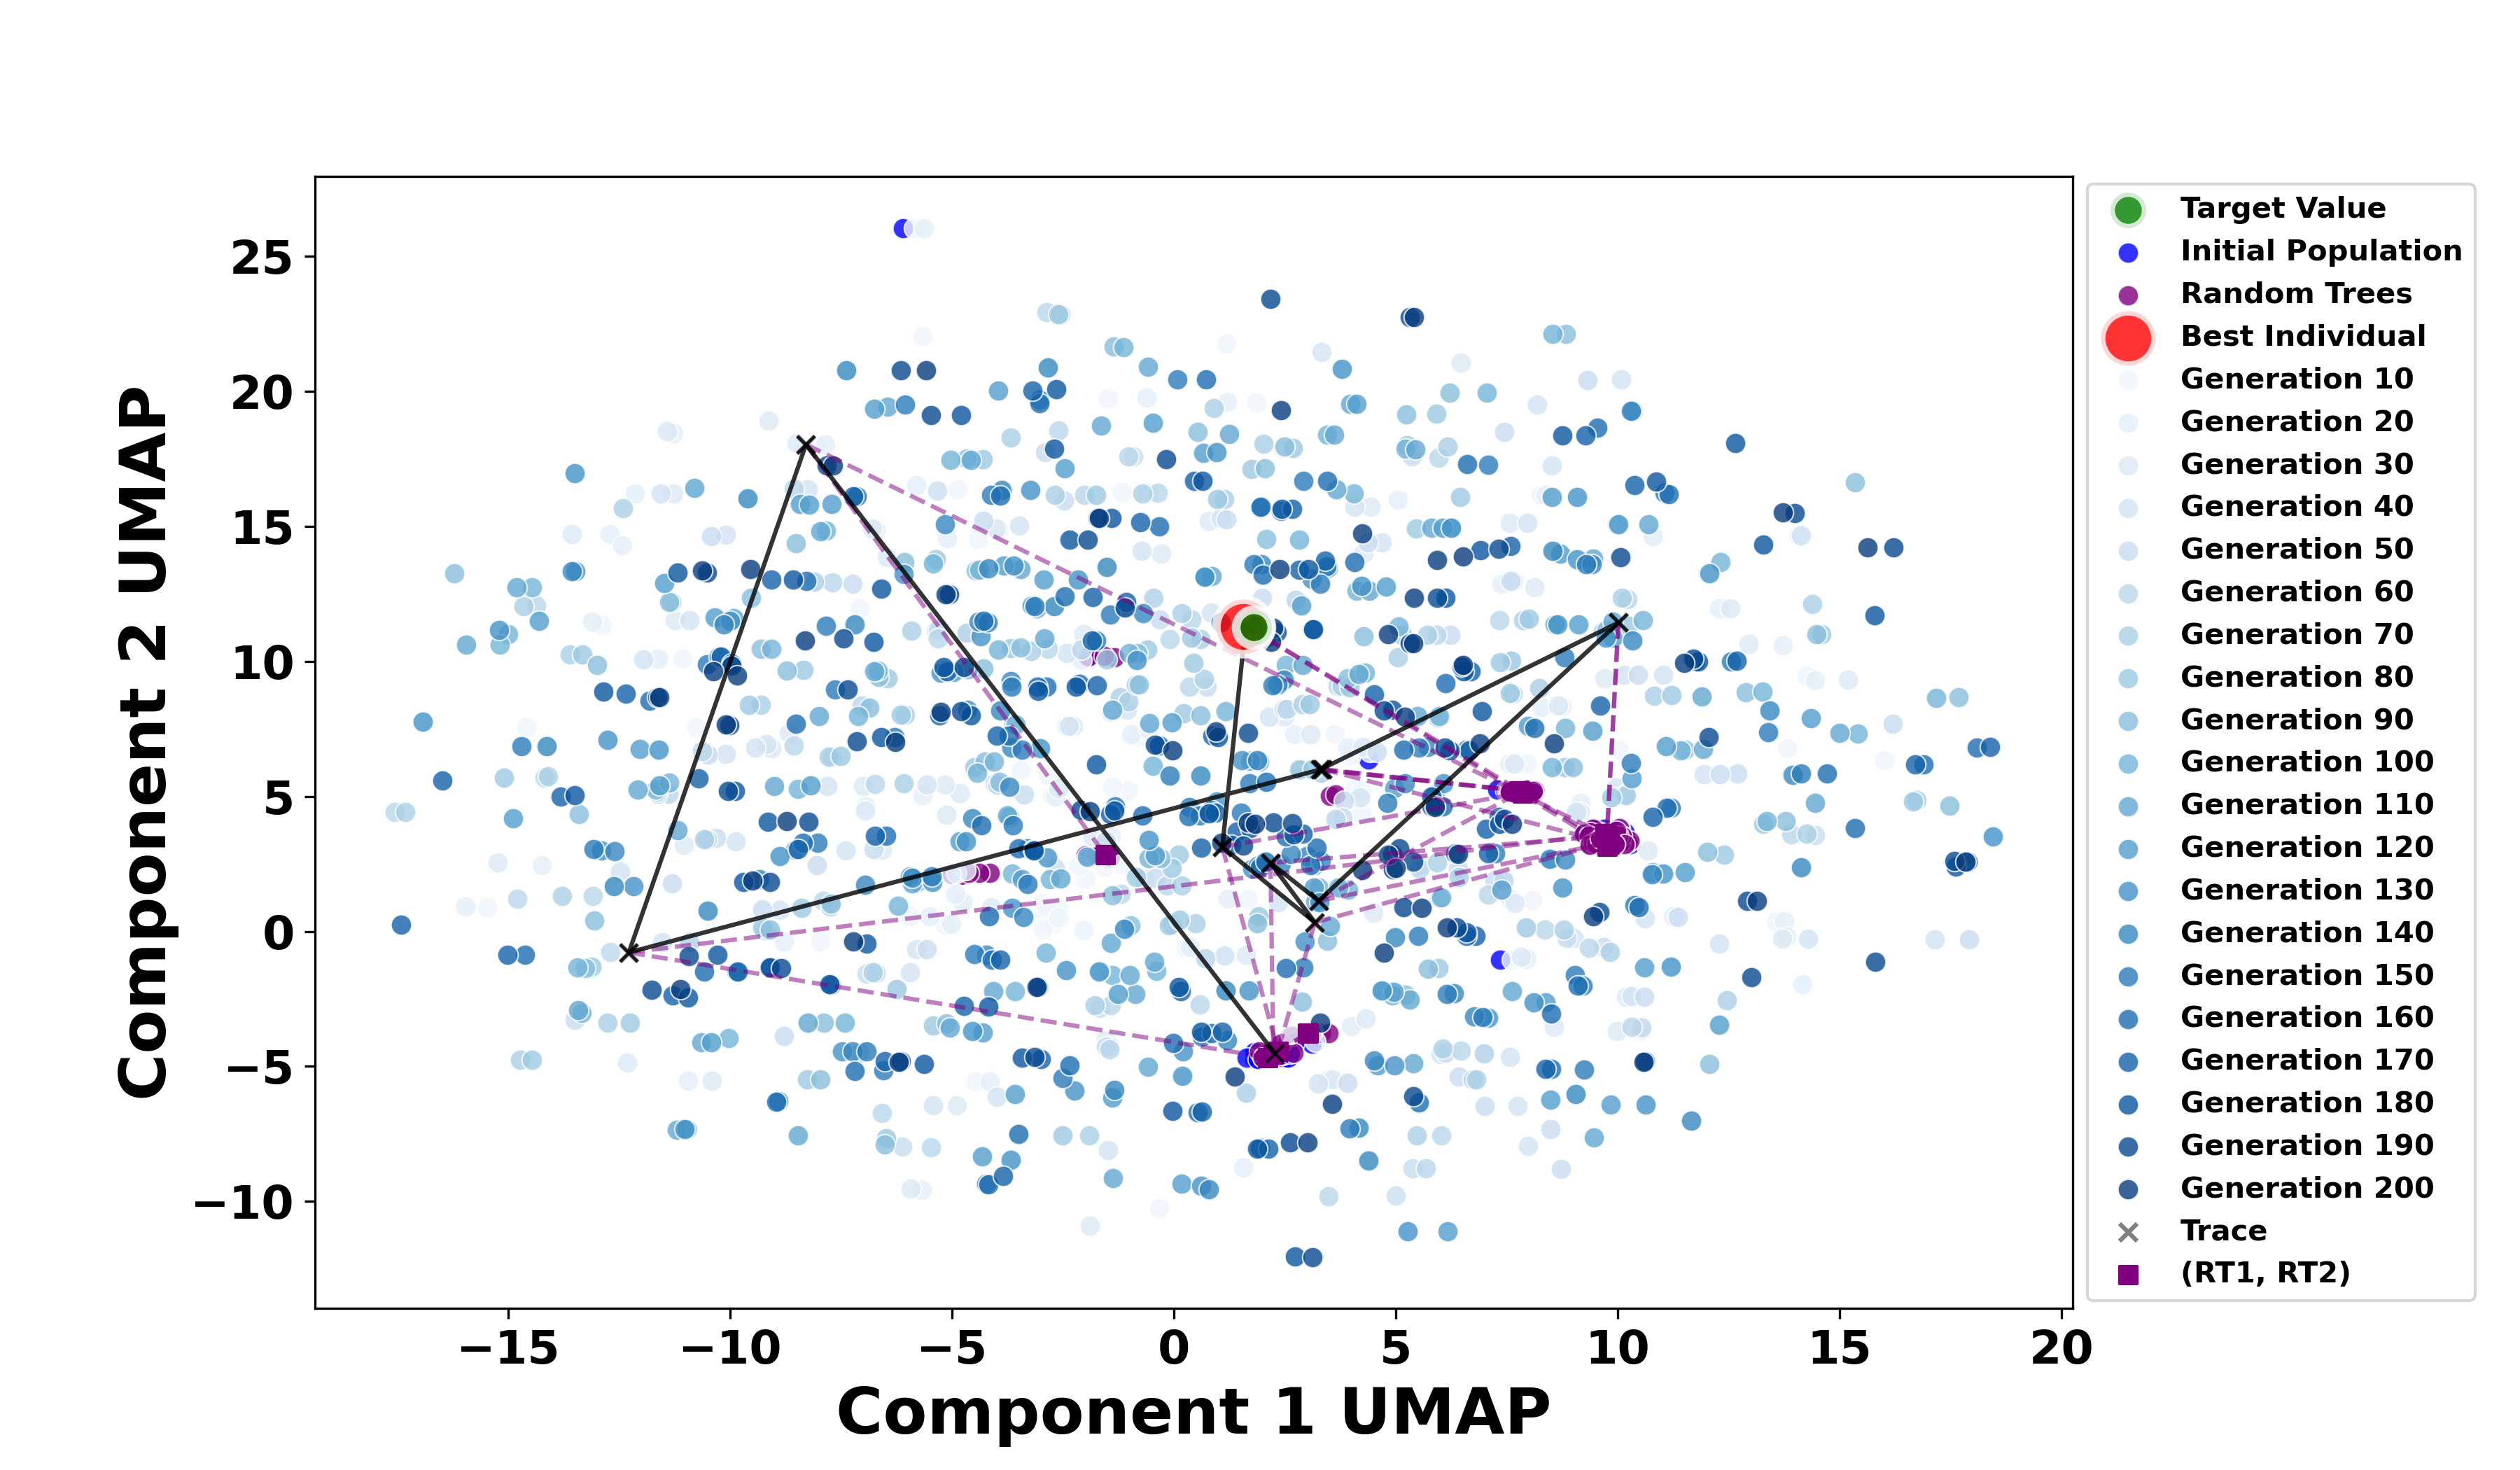 25
20
15
10
5
0
−5
−10
Component 2 UMAP
−15
−10
−5
0
5
10
15
20
Component 1 UMAP
Target Value
Initial Population
Random Trees
Best Individual
Generation 10
Generation 20
Generation 30
Generation 40
Generation 50
Generation 60
Generation 70
Generation 80
Generation 90
Generation 100
Generation 110
Generation 120
Generation 130
Generation 140
Generation 150
Generation 160
Generation 170
Generation 180
Generation 190
Generation 200
Trace
(RT1, RT2)